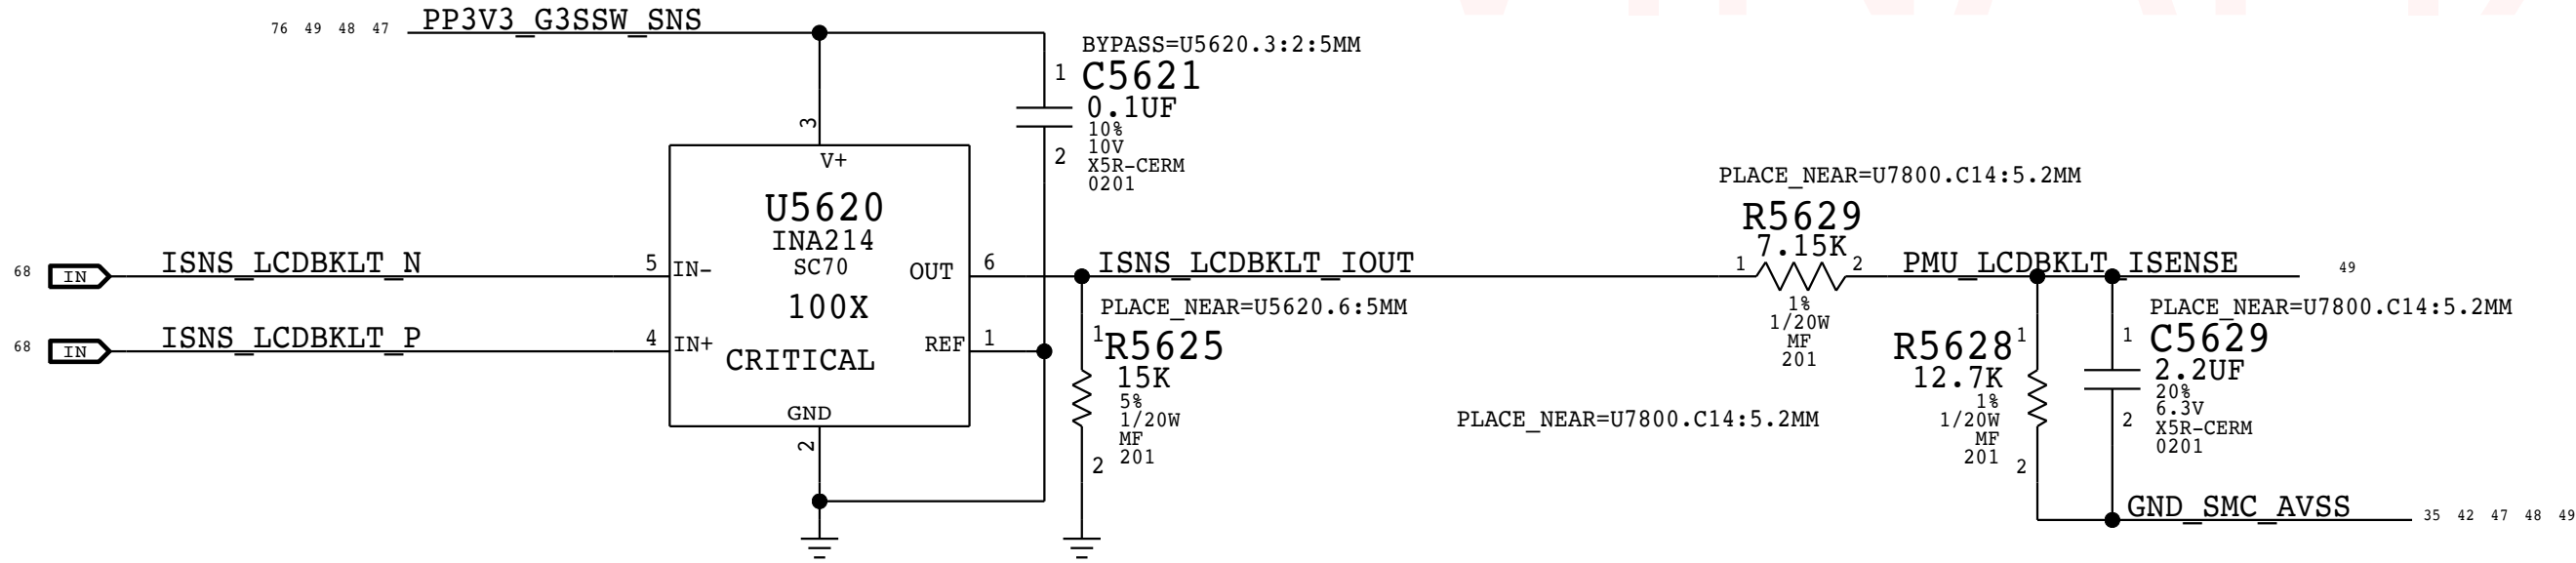 76 49 48 47 PP3V3_G3SSW_SNS
BYPASS=U5620.3:2:5MM
1
C5621
0.1UF
10%
10V
X5R-CERM
0201
2
3
V+
U5620
INA214
SC70
100X
CRITICAL
GND
2
68 IN ISNS_LCDBKLT_N 5 IN-
68 IN ISNS_LCDBKLT_P 4 IN+
OUT 6 ISNS_LCDBKLT_IOUT
REF 1
PLACE_NEAR=U5620.6:5MM
1
R5625
15K
5%
1/20W
MF
201
2
PLACE_NEAR=U7800.C14:5.2MM
R5629
7.15K
1 2
1%
1/20W
MF
201
PMU_LCDBKLT_ISENSE 49
PLACE_NEAR=U7800.C14:5.2MM
R5628
1
12.7K
1%
1/20W
MF
201
2
PLACE_NEAR=U7800.C14:5.2MM
1
C5629
2.2UF
20%
6.3V
X5R-CERM
0201
2
GND_SMC_AVSS 35 42 47 48 49